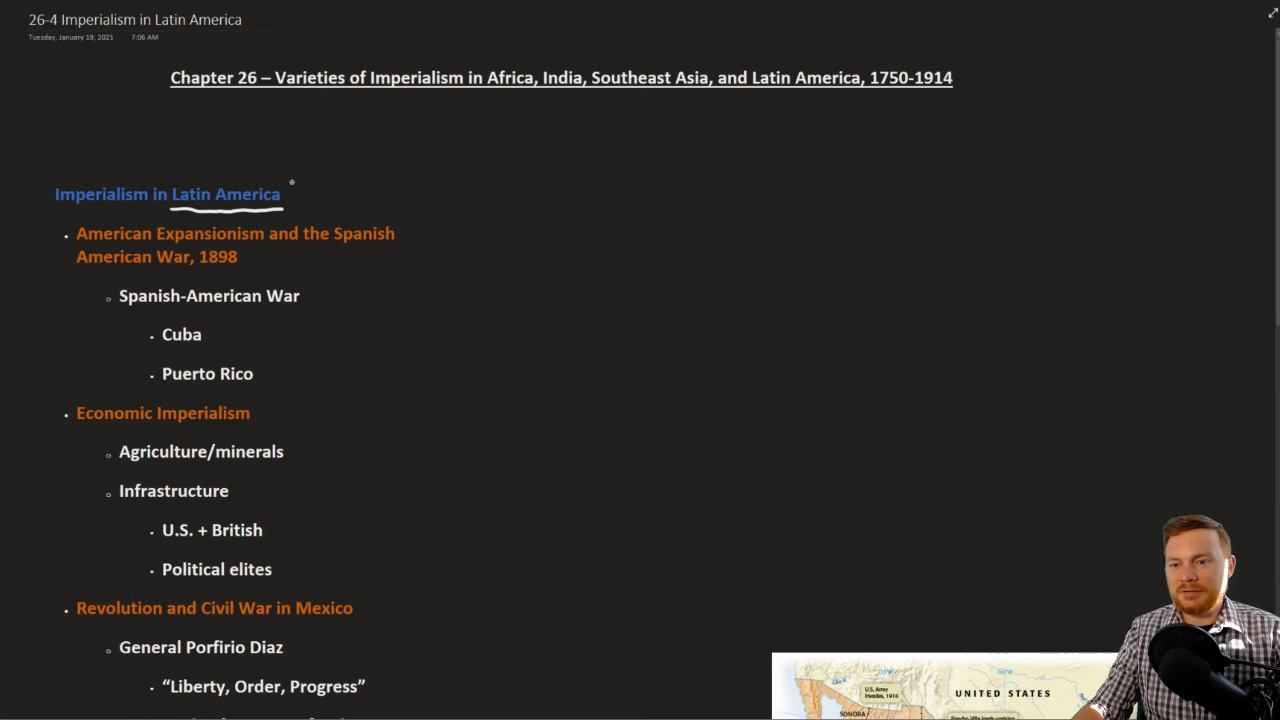 26-4 Imperialism in Latin America
Tuesday, January 19, 2021 7:06 AM
Chapter 26 – Varieties of Imperialism in Africa, India, Southeast Asia, and Latin America, 1750-1914
Imperialism in Latin America
• American Expansionism and the Spanish
American War, 1898
○ Spanish-American War
▪ Cuba
▪ Puerto Rico
• Economic Imperialism
○ Agriculture/minerals
○ Infrastructure
▪ U.S. + British
▪ Political elites
• Revolution and Civil War in Mexico
○ General Porfirio Diaz
▪ “Liberty, Order, Progress”
U.S. Army
invades, 1916
UNITED STATES
SONORA